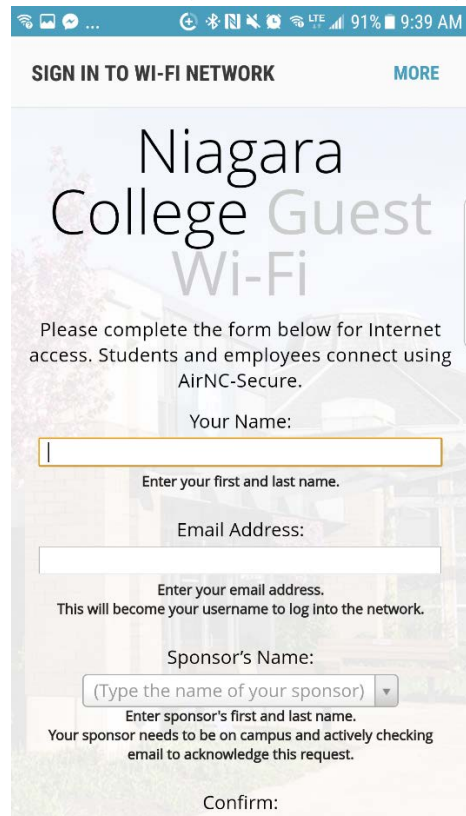 ... LTE 91% 9:39 AM
SIGN IN TO WI-FI NETWORK MORE
Niagara
College Guest
Wi-Fi
Please complete the form below for Internet
access. Students and employees connect using
AirNC-Secure.
Your Name:
Enter your first and last name.
Email Address:
Enter your email address.
This will become your username to log into the network.
Sponsor's Name:
(Type the name of your sponsor)
Enter sponsor's first and last name.
Your sponsor needs to be on campus and actively checking
email to acknowledge this request.
Confirm: